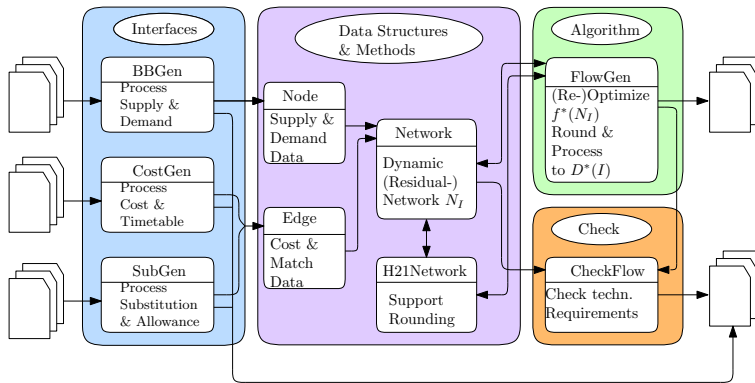 Interfaces
BBGen
Process
Supply &
Demand
CostGen
Process
Cost &
Timetable
SubGen
Process
Substitution
& Allowance
Data Structures
& Methods
Node
Supply &
Demand
Data
Edge
Cost &
Match
Data
Network
Dynamic
(Residual-)
Network N_I
H21Network
Support
Rounding
Algorithm
FlowGen
(Re-)Optimize
f*(N_I)
Round &
Process
to D*(I)
Check
CheckFlow
Check techn.
Requirements